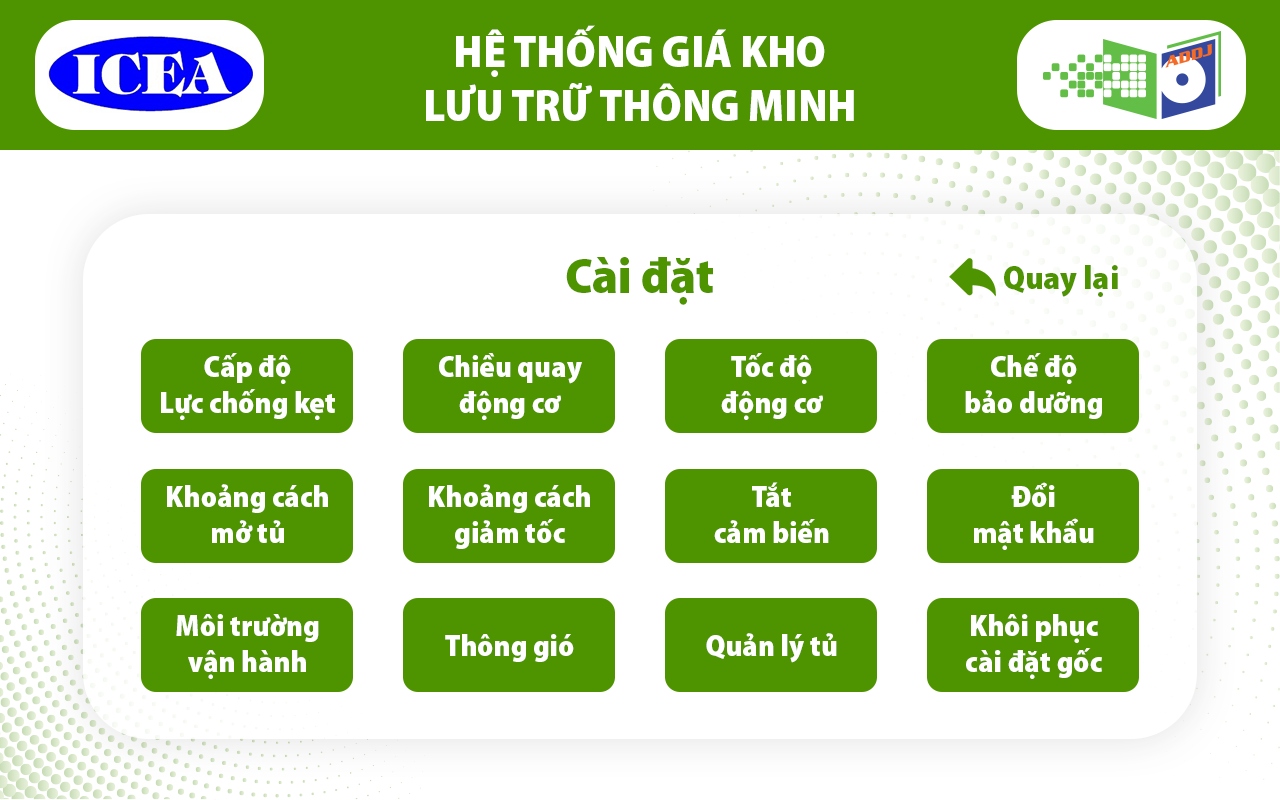 ICEA
HỆ THỐNG GIÁ KHO
LƯU TRỮ THÔNG MINH
ADDJ
Cài đặt
Quay lại
Cấp độ
Lực chống kẹt
Chiều quay
động cơ
Tốc độ
động cơ
Chế độ
bảo dưỡng
Khoảng cách
mở tủ
Khoảng cách
giảm tốc
Tắt
cảm biến
Đổi
mật khẩu
Môi trường
vận hành
Thông gió
Quản lý tủ
Khôi phục
cài đặt gốc